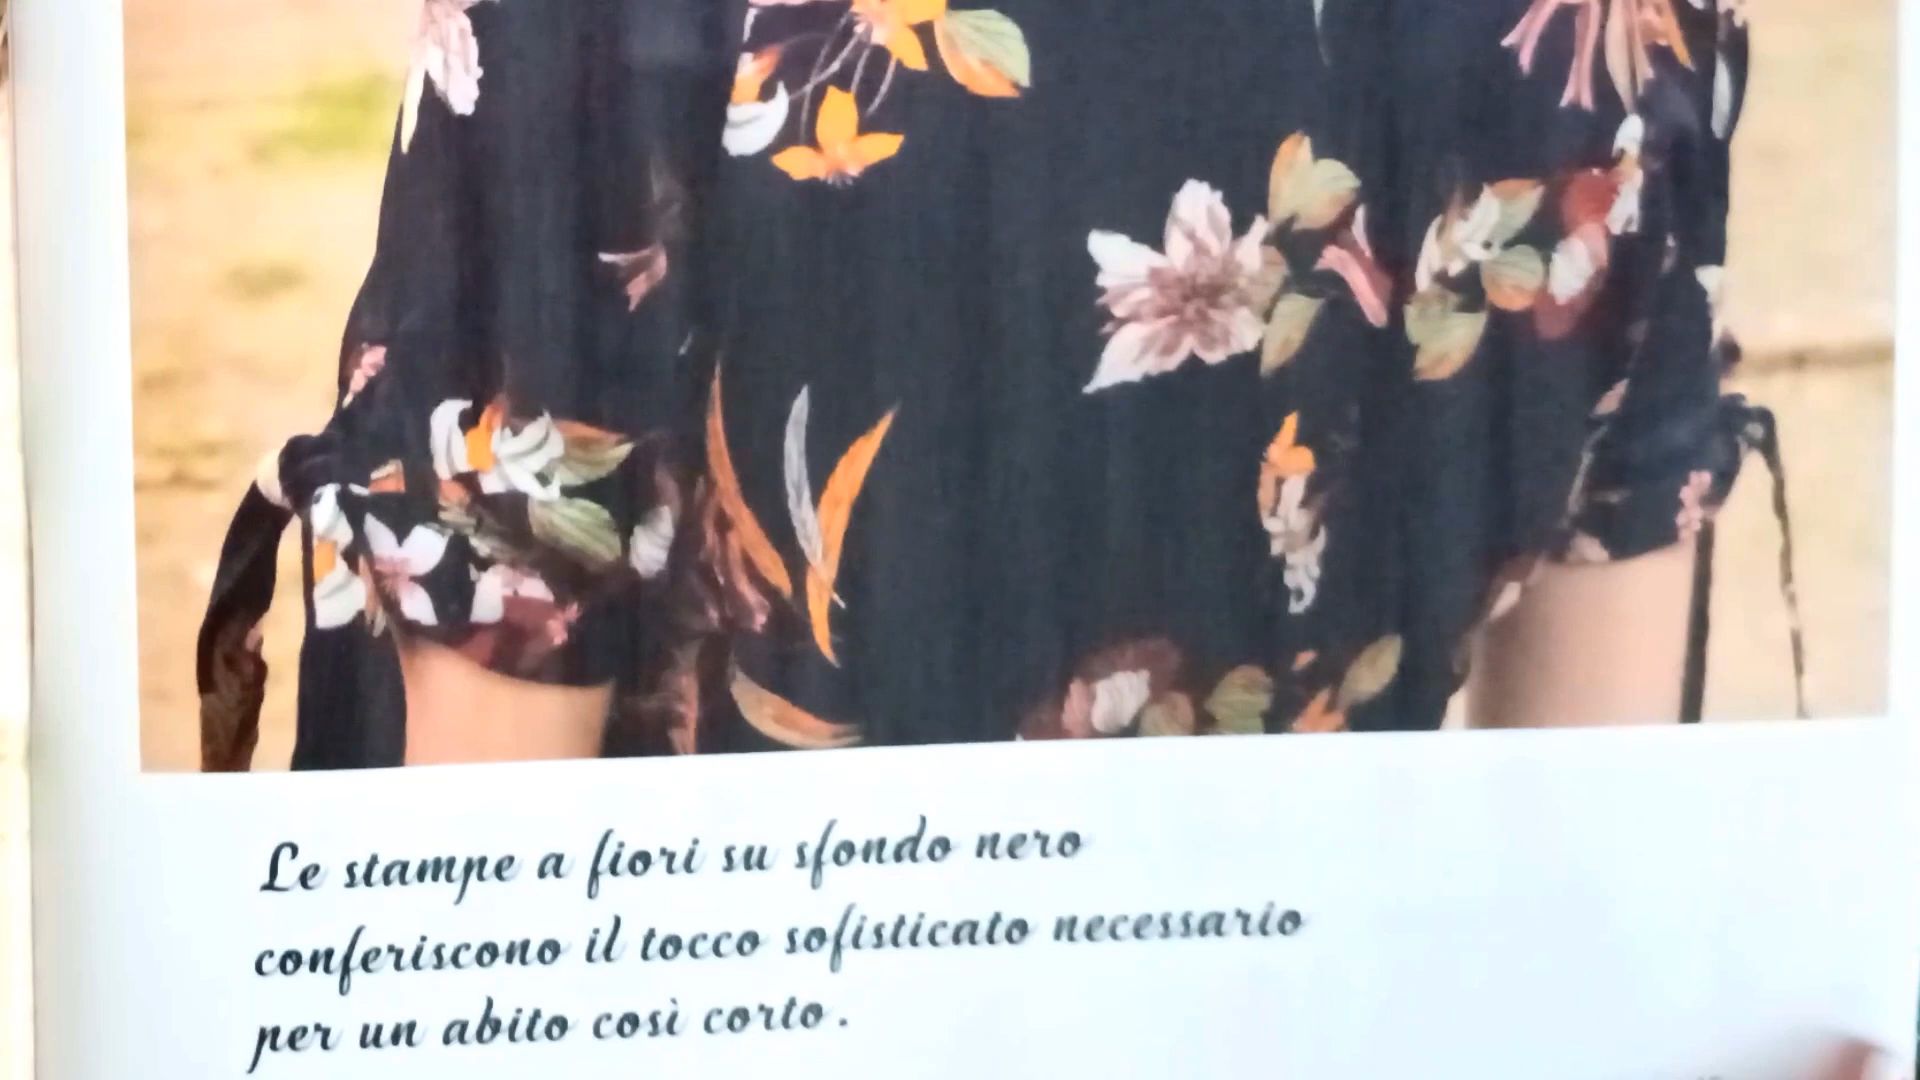 Le stampe a fiori su sfondo nero
conferiscono il tocco sofisticato necessario
per un abito così corto.